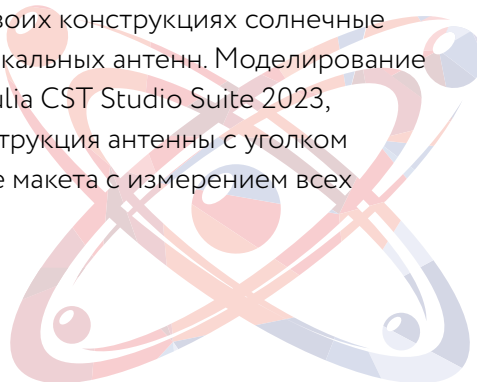 воих конструкциях солнечные
кальных антенн. Моделирование
ulia CST Studio Suite 2023,
трукция антенны с уголком
е макета с измерением всех